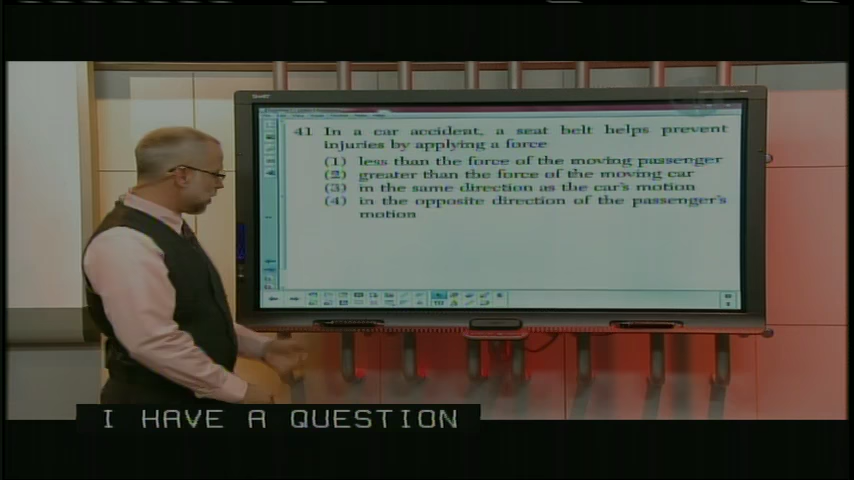 SMART
41 In a car accident, a seat belt helps prevent
injuries by applying a force
(1) less than the force of the moving passenger
(2) greater than the force of the moving car
(3) in the same direction as the car's motion
(4) in the opposite direction of the passenger's
motion
I HAVE A QUESTION